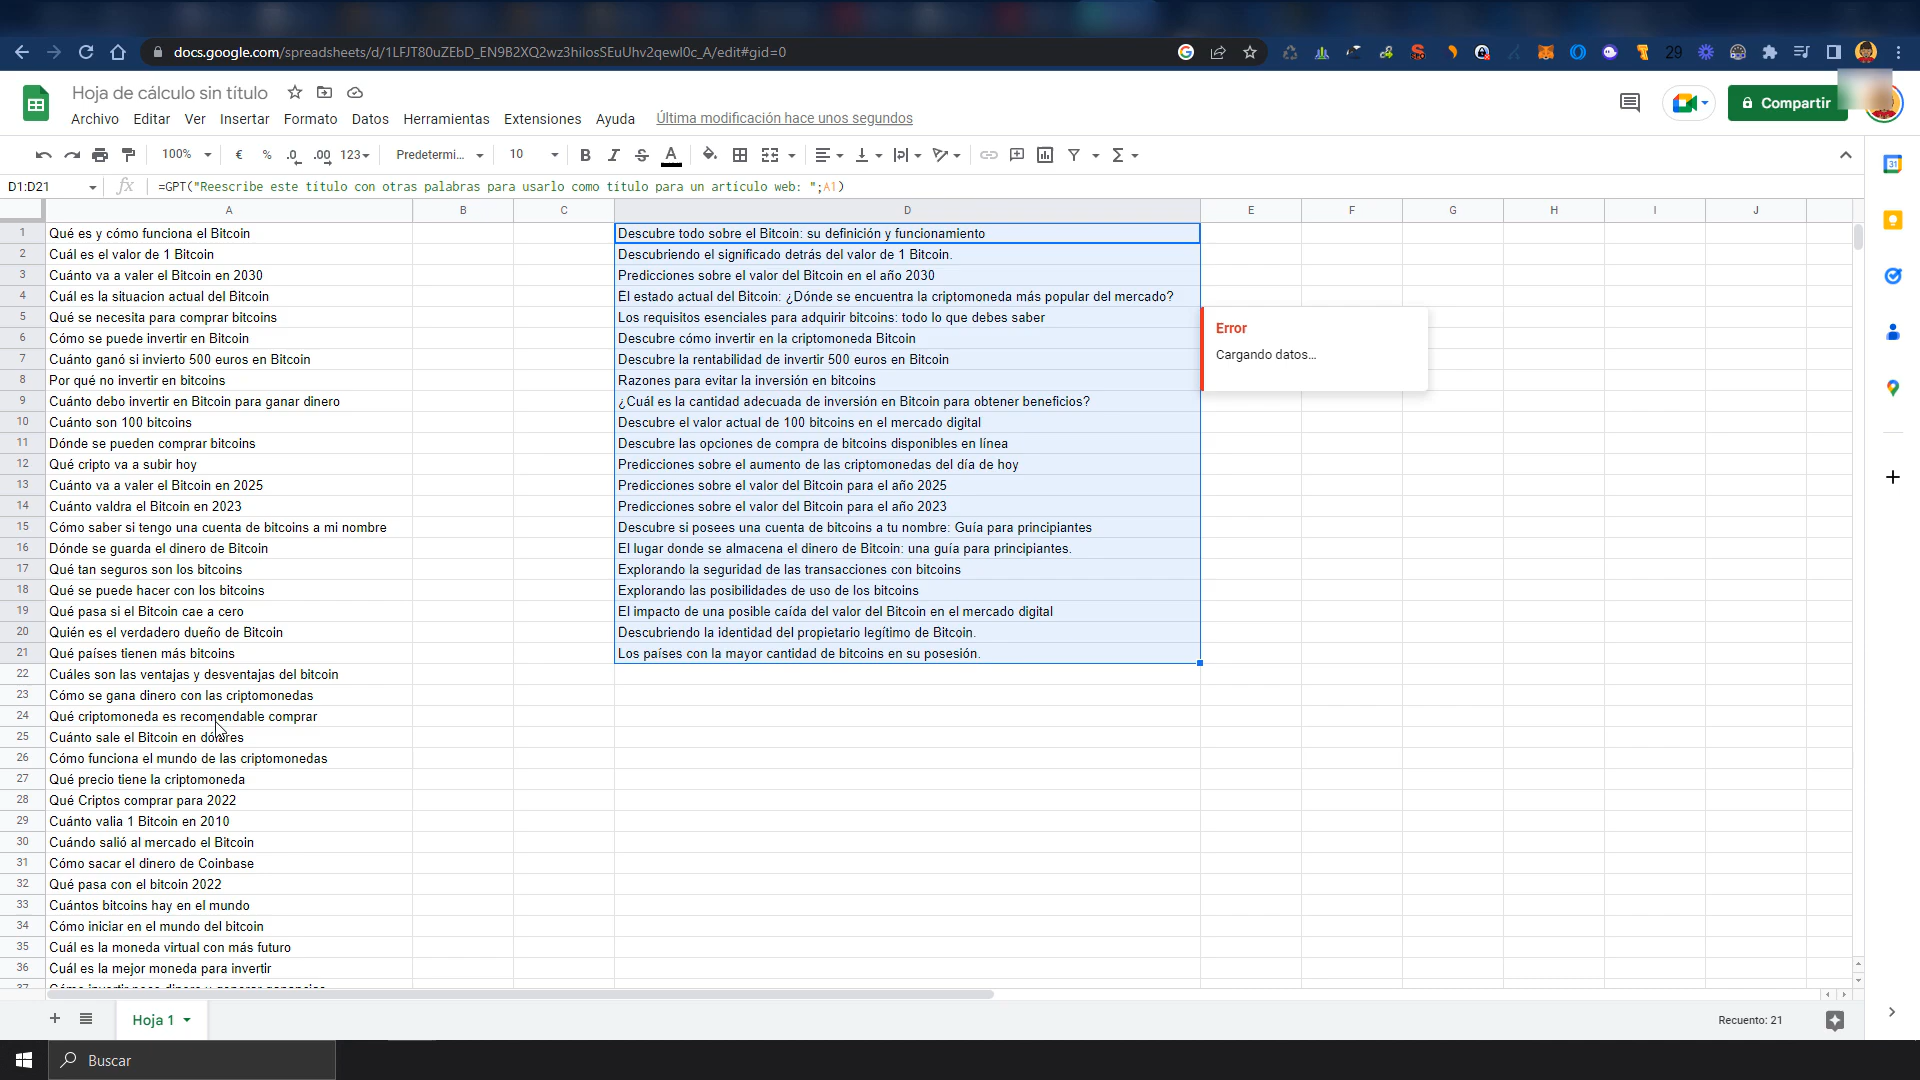 docs.google.com/spreadsheets/d/1LFJT80uZEbD_EN9B2XQ2wz3hilosSEuUhv2qewl0c_A/edit#gid=0
29
Hoja de cálculo sin título
Archivo Editar Ver Insertar Formato Datos Herramientas Extensiones Ayuda Última modificación hace unos segundos
Compartir
100% € % .0 .00 123 Predetermi... 10
31
D1:D21 fx =GPT("Reescribe este título con otras palabras para usarlo como título para un artículo web: ";A1)
A B C D E F G H I J
1 Qué es y cómo funciona el Bitcoin Descubre todo sobre el Bitcoin: su definición y funcionamiento
2 Cuál es el valor de 1 Bitcoin Descubriendo el significado detrás del valor de 1 Bitcoin.
3 Cuánto va a valer el Bitcoin en 2030 Predicciones sobre el valor del Bitcoin en el año 2030
4 Cuál es la situacion actual del Bitcoin El estado actual del Bitcoin: ¿Dónde se encuentra la criptomoneda más popular del mercado?
5 Qué se necesita para comprar bitcoins Los requisitos esenciales para adquirir bitcoins: todo lo que debes saber
Error
6 Cómo se puede invertir en Bitcoin Descubre cómo invertir en la criptomoneda Bitcoin
Cargando datos...
7 Cuánto ganó si invierto 500 euros en Bitcoin Descubre la rentabilidad de invertir 500 euros en Bitcoin
8 Por qué no invertir en bitcoins Razones para evitar la inversión en bitcoins
9 Cuánto debo invertir en Bitcoin para ganar dinero ¿Cuál es la cantidad adecuada de inversión en Bitcoin para obtener beneficios?
10 Cuánto son 100 bitcoins Descubre el valor actual de 100 bitcoins en el mercado digital
11 Dónde se pueden comprar bitcoins Descubre las opciones de compra de bitcoins disponibles en línea
12 Qué cripto va a subir hoy Predicciones sobre el aumento de las criptomonedas del día de hoy
13 Cuánto va a valer el Bitcoin en 2025 Predicciones sobre el valor del Bitcoin para el año 2025
14 Cuánto valdra el Bitcoin en 2023 Predicciones sobre el valor del Bitcoin para el año 2023
15 Cómo saber si tengo una cuenta de bitcoins a mi nombre Descubre si posees una cuenta de bitcoins a tu nombre: Guía para principiantes
16 Dónde se guarda el dinero de Bitcoin El lugar donde se almacena el dinero de Bitcoin: una guía para principiantes.
17 Qué tan seguros son los bitcoins Explorando la seguridad de las transacciones con bitcoins
18 Qué se puede hacer con los bitcoins Explorando las posibilidades de uso de los bitcoins
19 Qué pasa si el Bitcoin cae a cero El impacto de una posible caída del valor del Bitcoin en el mercado digital
20 Quién es el verdadero dueño de Bitcoin Descubriendo la identidad del propietario legítimo de Bitcoin.
21 Qué países tienen más bitcoins Los países con la mayor cantidad de bitcoins en su posesión.
22 Cuáles son las ventajas y desventajas del bitcoin
23 Cómo se gana dinero con las criptomonedas
24 Qué criptomoneda es recomendable comprar
25 Cuánto sale el Bitcoin en dólares
26 Cómo funciona el mundo de las criptomonedas
27 Qué precio tiene la criptomoneda
28 Qué Criptos comprar para 2022
29 Cuánto valia 1 Bitcoin en 2010
30 Cuándo salió al mercado el Bitcoin
31 Cómo sacar el dinero de Coinbase
32 Qué pasa con el bitcoin 2022
33 Cuántos bitcoins hay en el mundo
34 Cómo iniciar en el mundo del bitcoin
35 Cuál es la moneda virtual con más futuro
36 Cuál es la mejor moneda para invertir
37 Cómo invertir poco dinero y generar ganancias
Hoja 1 Recuento: 21
Buscar